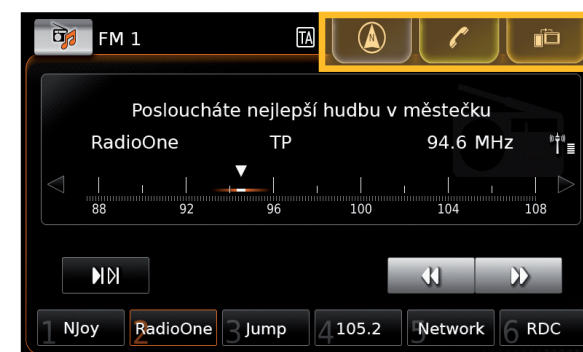 FM 1 TA
Posloucháte nejlepší hudbu v městečku
RadioOne TP 94.6 MHz
88 92 96 100 104 108
1 NJoy 2 RadioOne 3 Jump 4 105.2 5 Network 6 RDC